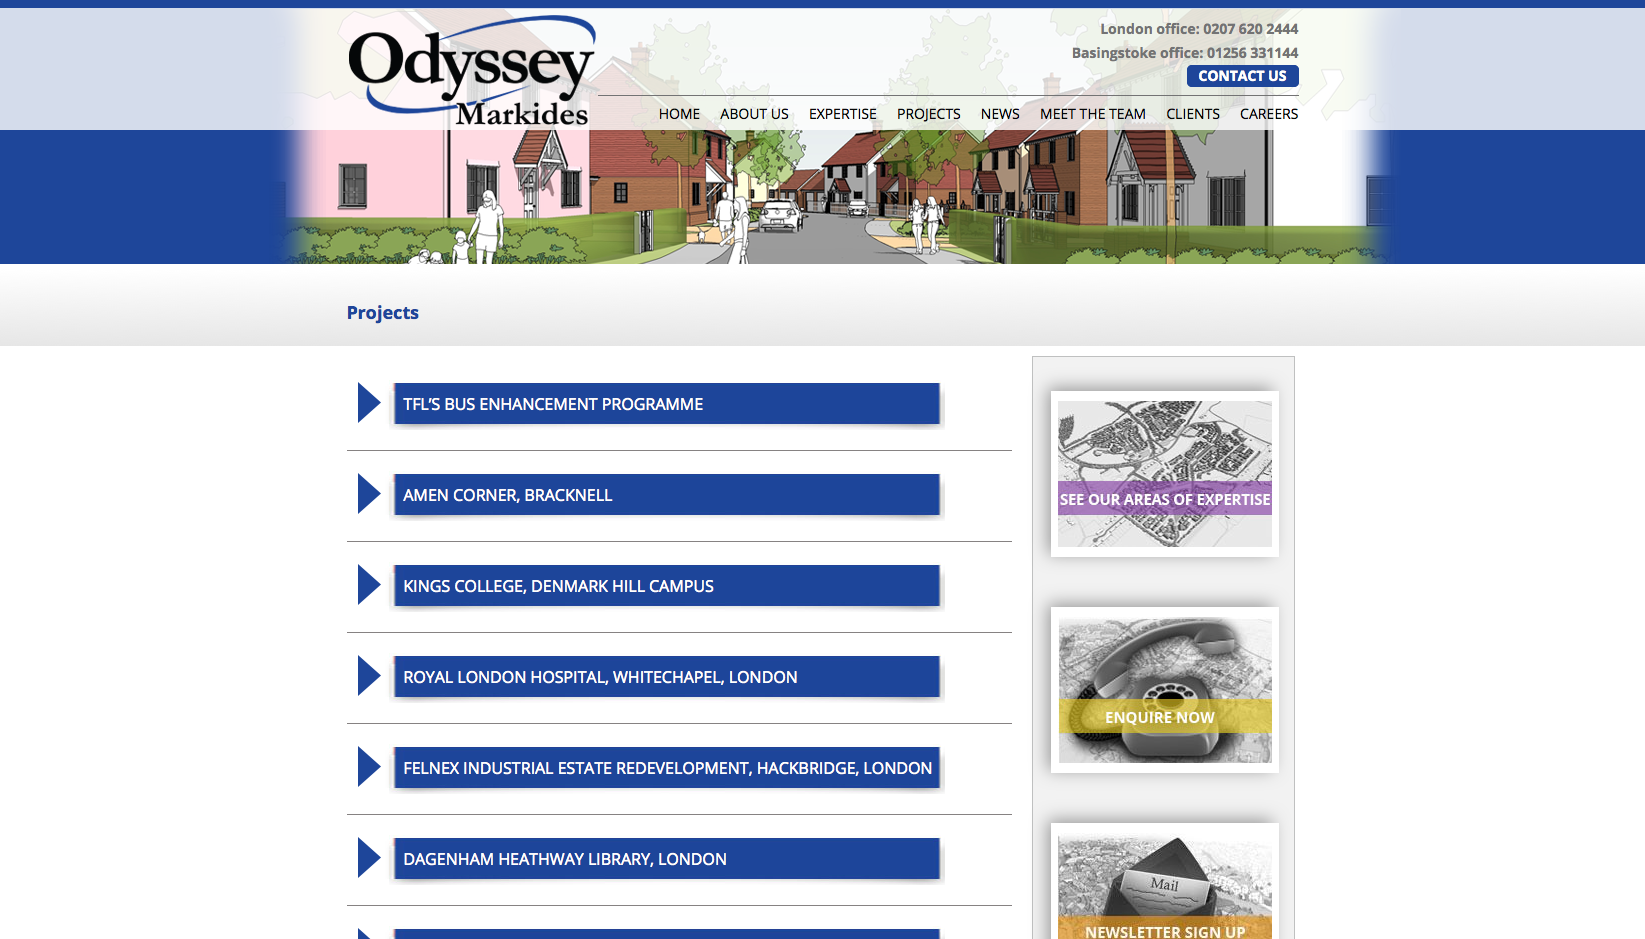 Odyssey
Markides
London office: 0207 620 2444
Basingstoke office: 01256 331144
CONTACT US
HOME ABOUT US EXPERTISE PROJECTS NEWS MEET THE TEAM CLIENTS CAREERS
Projects
TFL'S BUS ENHANCEMENT PROGRAMME
AMEN CORNER, BRACKNELL
KINGS COLLEGE, DENMARK HILL CAMPUS
ROYAL LONDON HOSPITAL, WHITECHAPEL, LONDON
FELNEX INDUSTRIAL ESTATE REDEVELOPMENT, HACKBRIDGE, LONDON
DAGENHAM HEATHWAY LIBRARY, LONDON
SEE OUR AREAS OF EXPERTISE
ENQUIRE NOW
Mail
NEWSLETTER SIGN UP